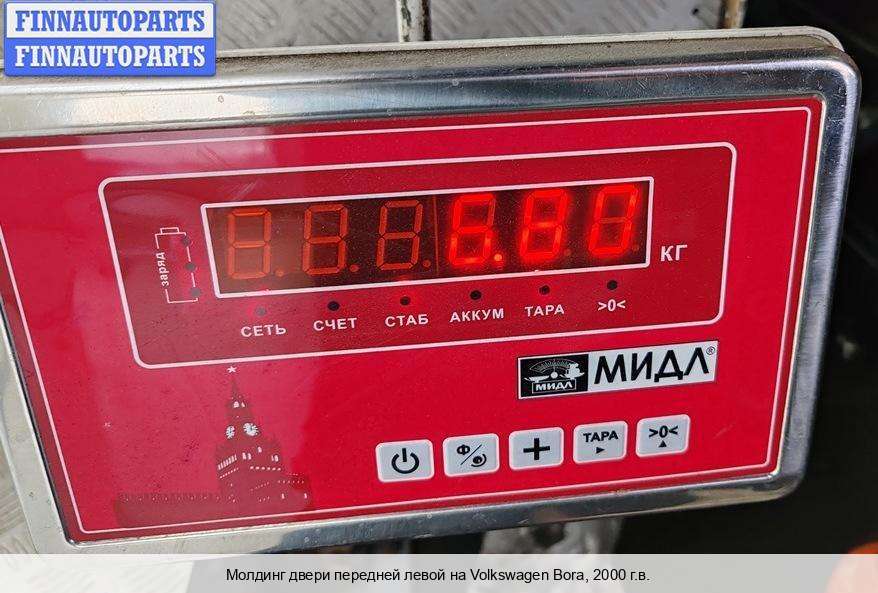 FINNAUTOPARTS
FINNAUTOPARTS
заряд
КГ
СЕТЬ СЧЕТ СТАБ АККУМ ТАРА >0<
МИДЛ МИДЛ®
Ф ТАРА >0<
Молдинг двери передней левой на Volkswagen Bora, 2000 г.в.